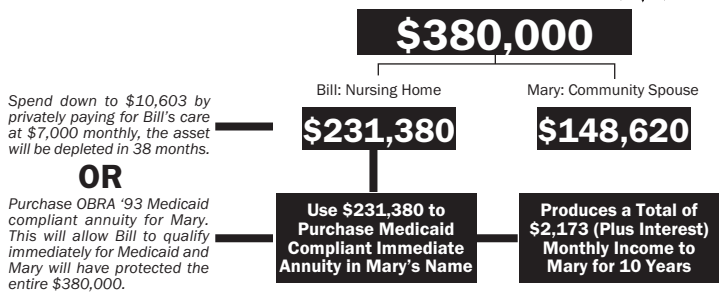 $380,000
Bill: Nursing Home
Mary: Community Spouse
Spend down to $10,603 by
privately paying for Bill's care
at $7,000 monthly, the asset
will be depleted in 38 months.
$231,380
$148,620
OR
Purchase OBRA '93 Medicaid
compliant annuity for Mary.
This will allow Bill to qualify
immediately for Medicaid and
Mary will have protected the
entire $380,000.
Use $231,380 to
Purchase Medicaid
Compliant Immediate
Annuity in Mary's Name
Produces a Total of
$2,173 (Plus Interest)
Monthly Income to
Mary for 10 Years